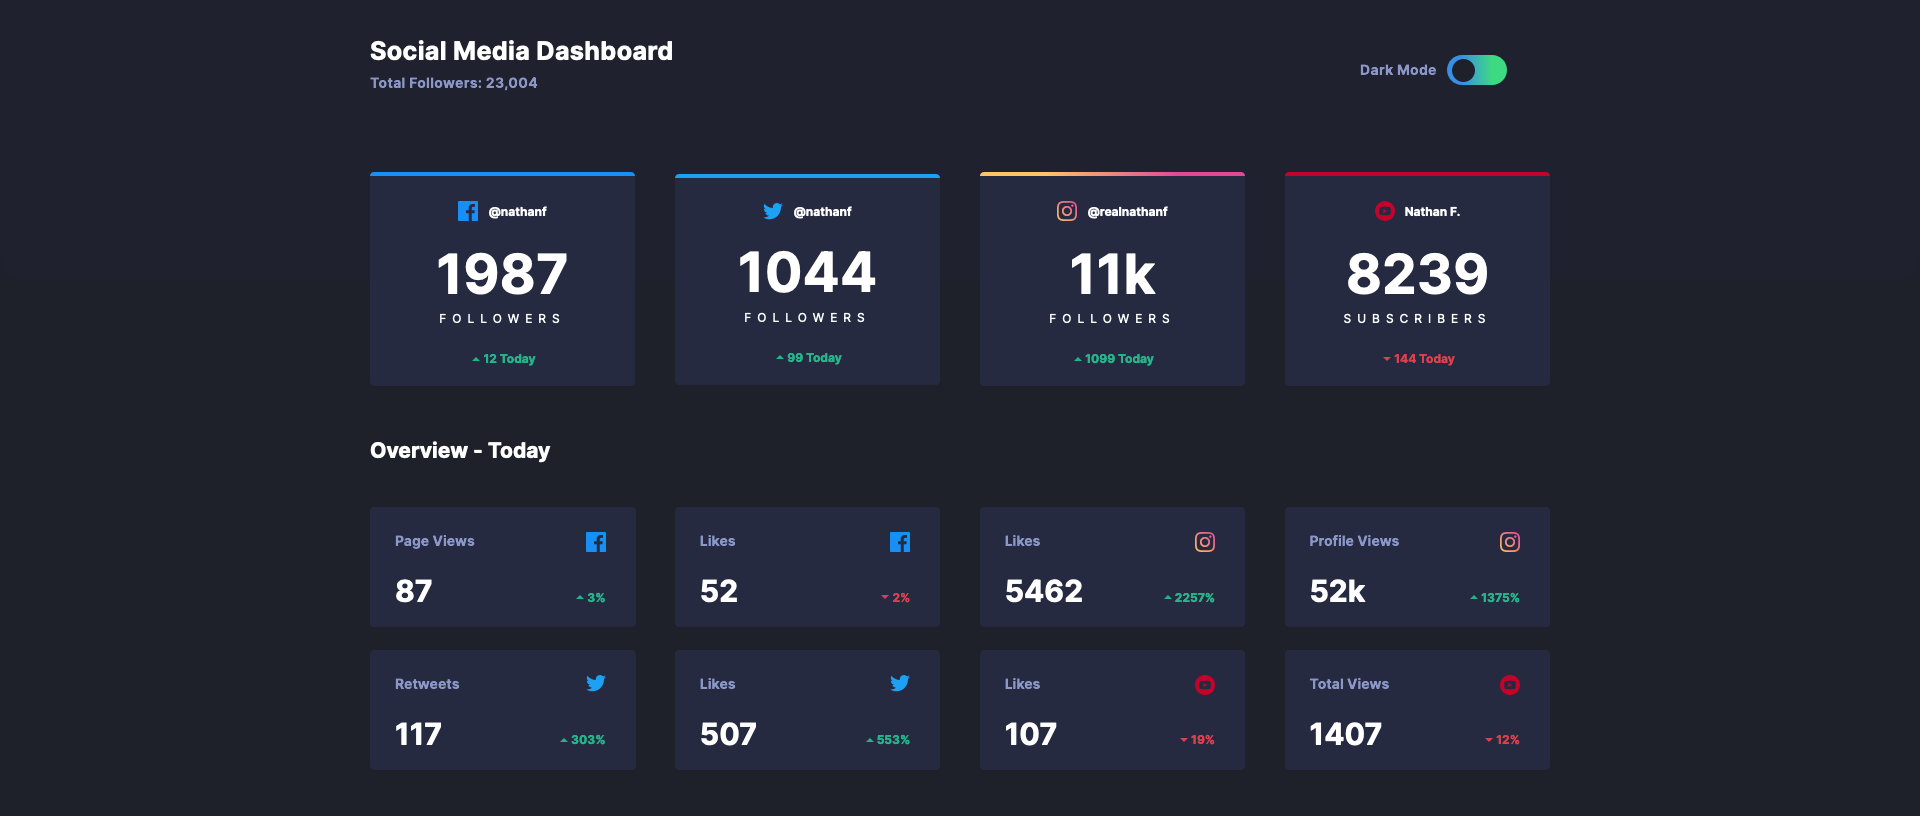 Social Media Dashboard
Total Followers: 23,004
Dark Mode
@nathanf
1987
FOLLOWERS
12 Today
@nathanf
1044
FOLLOWERS
99 Today
@realnathanf
11k
FOLLOWERS
1099 Today
Nathan F.
8239
SUBSCRIBERS
144 Today
Overview - Today
Page Views
87
3%
Likes
52
2%
Likes
5462
2257%
Profile Views
52k
1375%
Retweets
117
303%
Likes
507
553%
Likes
107
19%
Total Views
1407
12%